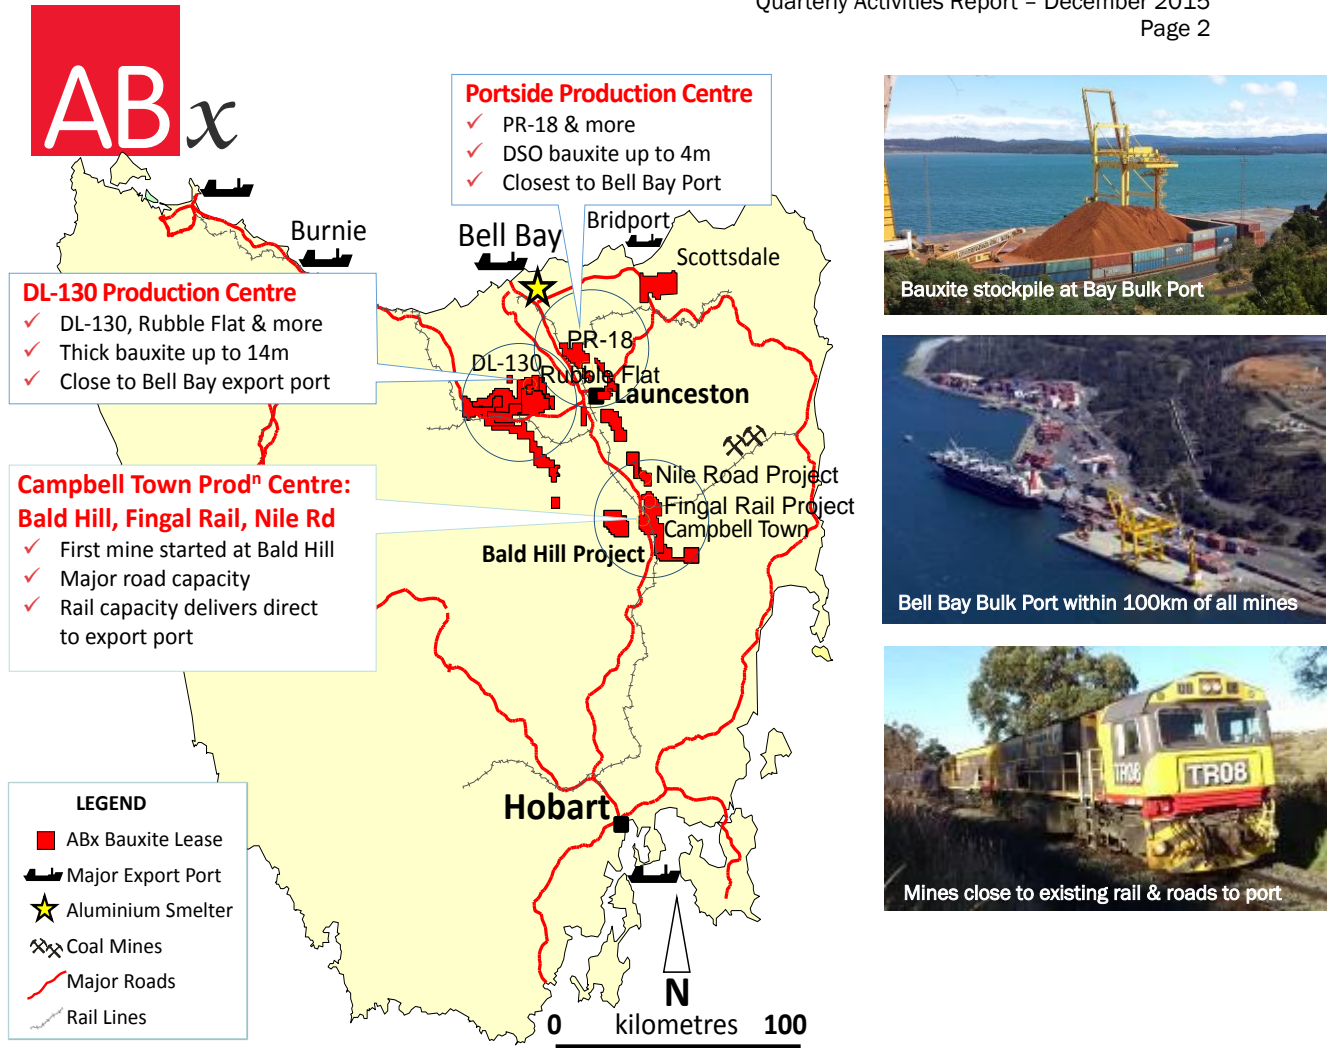 Quarterly Activities Report – December 2015
Page 2
ABx
Portside Production Centre
✓ PR-18 & more
✓ DSO bauxite up to 4m
✓ Closest to Bell Bay Port
Burnie
Bell Bay
Bridport
Scottsdale
DL-130 Production Centre
✓ DL-130, Rubble Flat & more
✓ Thick bauxite up to 14m
✓ Close to Bell Bay export port
PR-18
DL-130
Rubble Flat
Launceston
Campbell Town Prodⁿ Centre:
Bald Hill, Fingal Rail, Nile Rd
✓ First mine started at Bald Hill
✓ Major road capacity
✓ Rail capacity delivers direct
to export port
Nile Road Project
Fingal Rail Project
Campbell Town
Bald Hill Project
Hobart
LEGEND
ABx Bauxite Lease
Major Export Port
Aluminium Smelter
Coal Mines
Major Roads
Rail Lines
N
0 kilometres 100
Bauxite stockpile at Bay Bulk Port
Bell Bay Bulk Port within 100km of all mines
TR08
TR08
Mines close to existing rail & roads to port